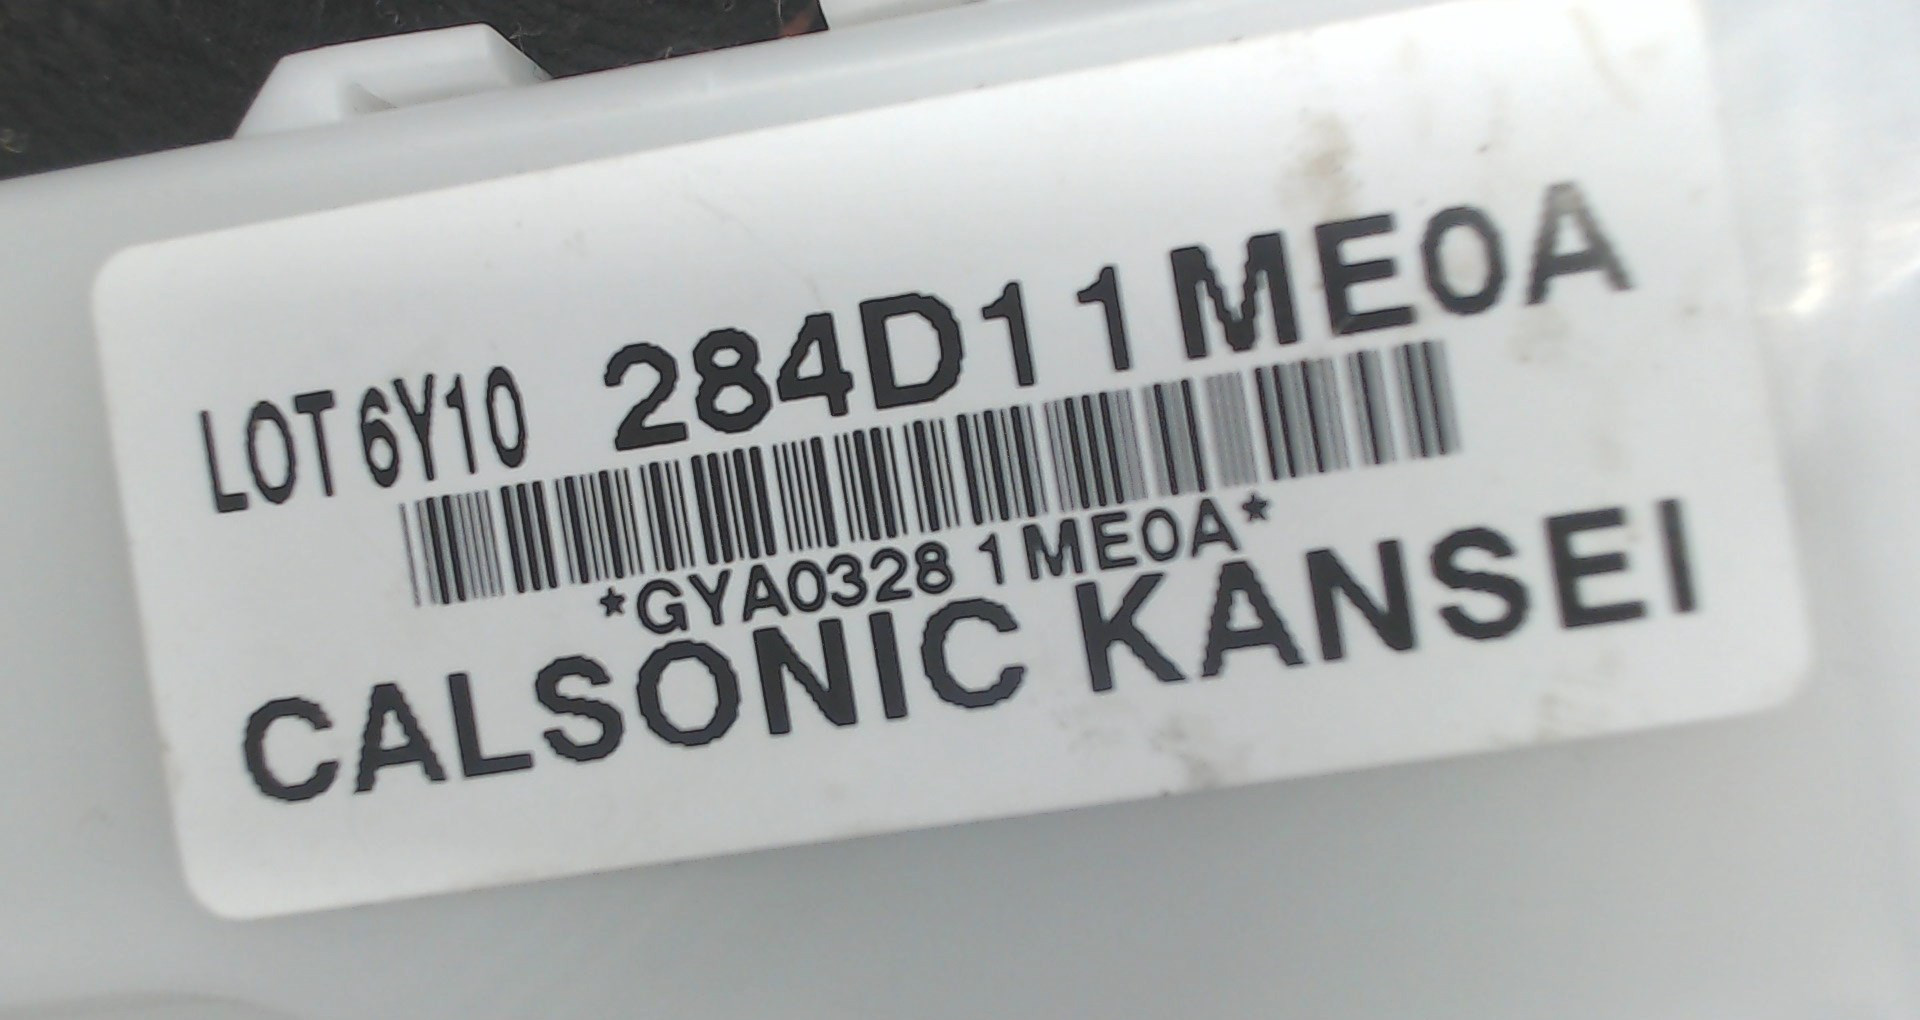 LOT 6Y10 284D11ME0A
*GYA0328 1ME0A*
CALSONIC KANSEI